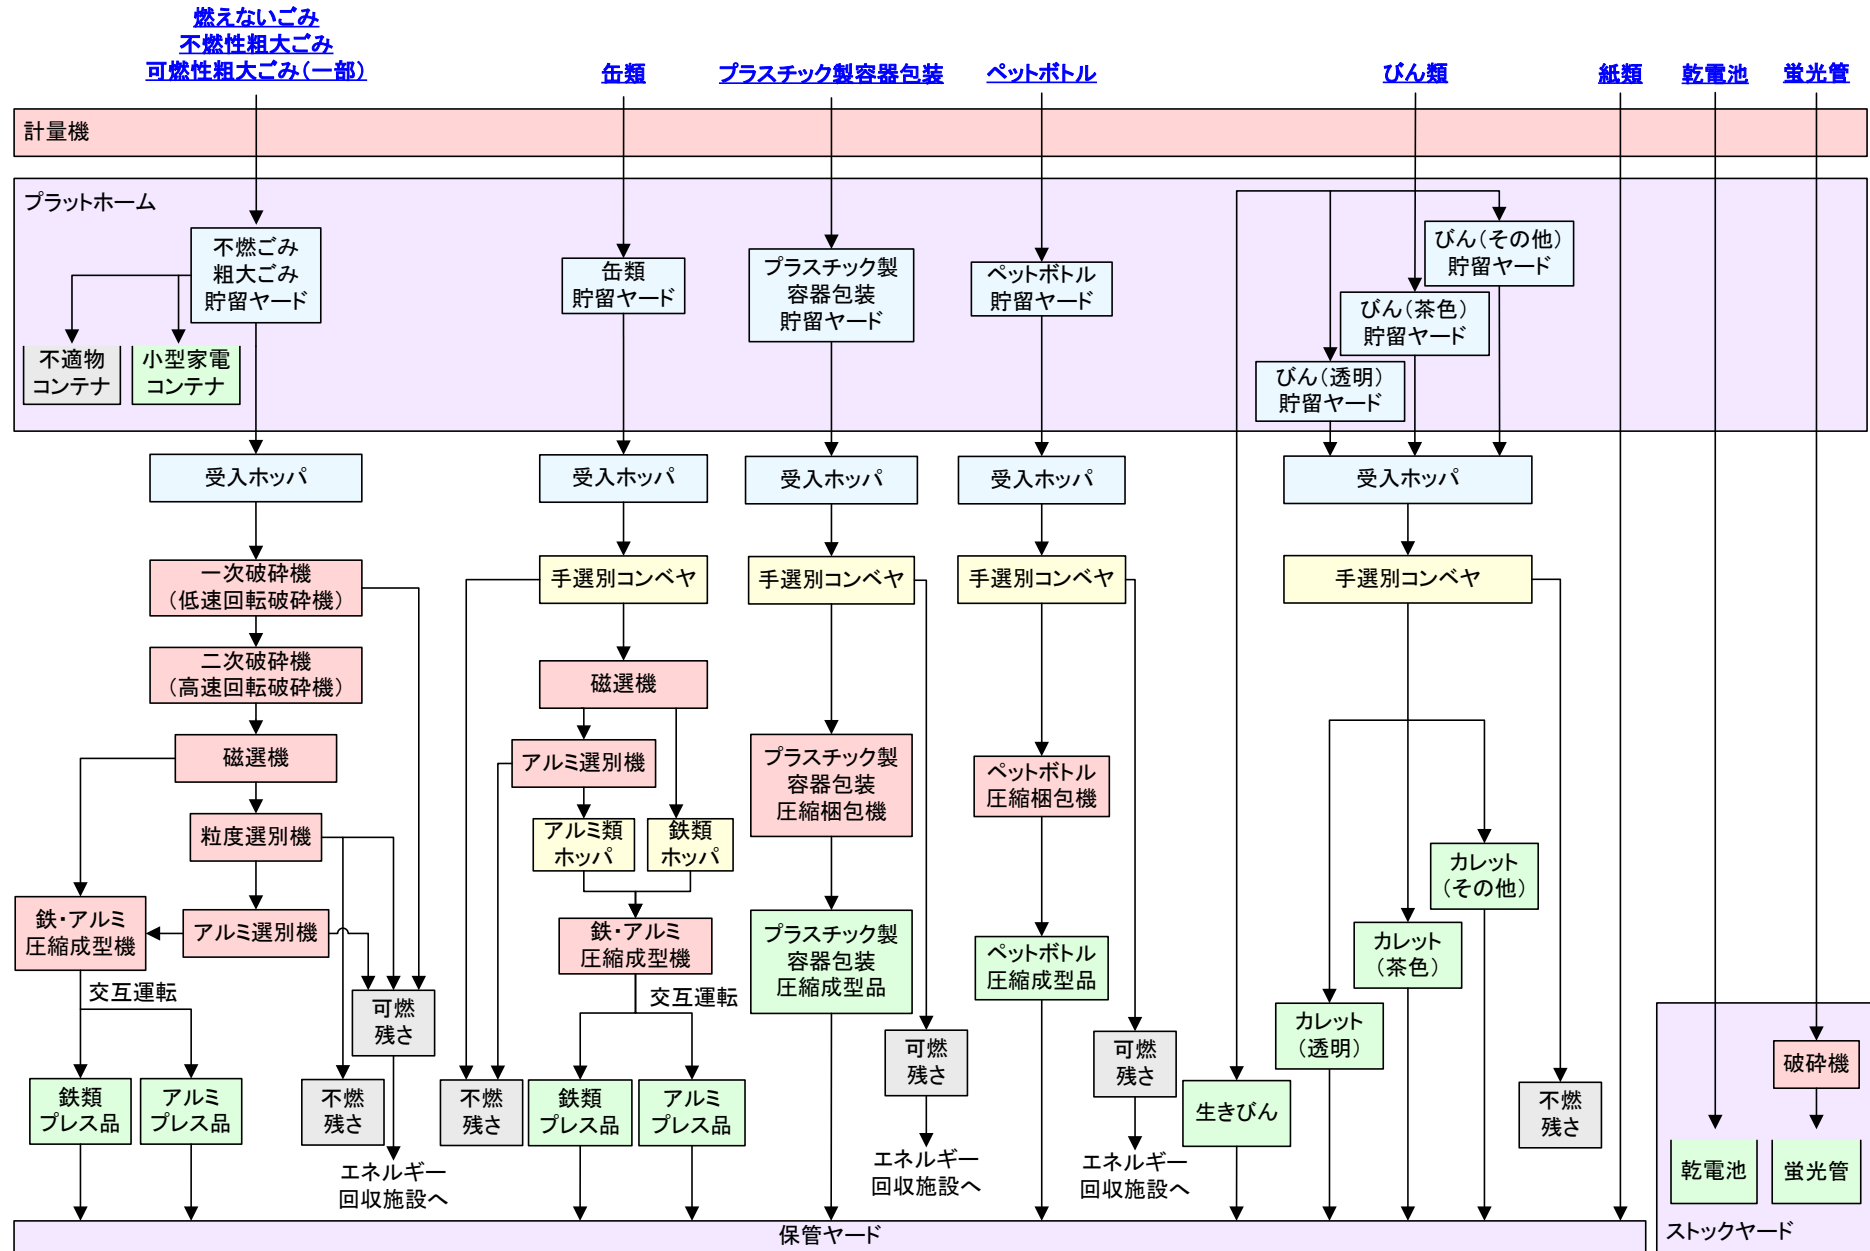 燃えないごみ
不燃性粗大ごみ
可燃性粗大ごみ（一部）
缶類
プラスチック製容器包装
ペットボトル
びん類
紙類
乾電池
蛍光管
計量機
プラットホーム
不燃ごみ
粗大ごみ
貯留ヤード
不適物
コンテナ
小型家電
コンテナ
缶類
貯留ヤード
プラスチック製
容器包装
貯留ヤード
ペットボトル
貯留ヤード
びん（その他）
貯留ヤード
びん（茶色）
貯留ヤード
びん（透明）
貯留ヤード
受入ホッパ
受入ホッパ
受入ホッパ
受入ホッパ
受入ホッパ
一次破砕機
（低速回転破砕機）
二次破砕機
（高速回転破砕機）
磁選機
粒度選別機
アルミ選別機
鉄・アルミ
圧縮成型機
交互運転
可燃
残さ
鉄類
プレス品
アルミ
プレス品
不燃
残さ
エネルギー
回収施設へ
手選別コンベヤ
磁選機
アルミ選別機
アルミ類
ホッパ
鉄類
ホッパ
鉄・アルミ
圧縮成型機
交互運転
不燃
残さ
鉄類
プレス品
アルミ
プレス品
手選別コンベヤ
プラスチック製
容器包装
圧縮梱包機
プラスチック製
容器包装
圧縮成型品
可燃
残さ
エネルギー
回収施設へ
手選別コンベヤ
ペットボトル
圧縮梱包機
ペットボトル
圧縮成型品
可燃
残さ
エネルギー
回収施設へ
手選別コンベヤ
カレット
（その他）
カレット
（茶色）
カレット
（透明）
生きびん
不燃
残さ
破砕機
乾電池
蛍光管
ストックヤード
保管ヤード